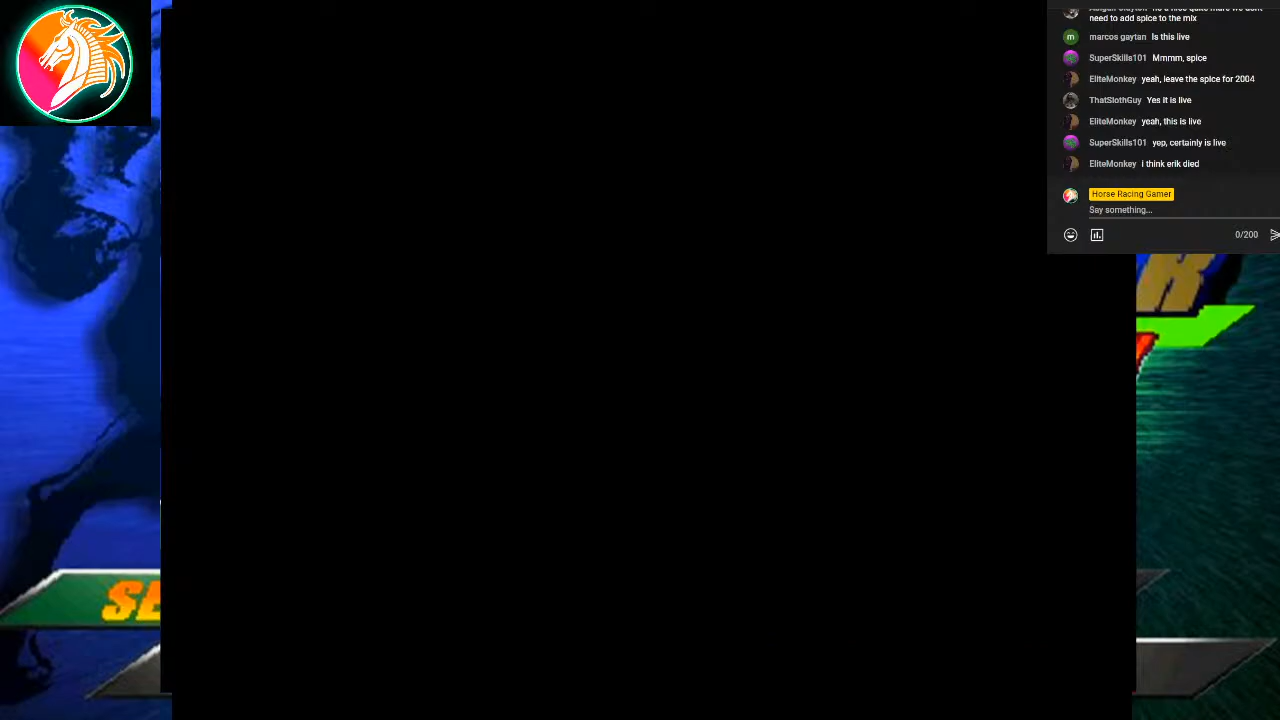 need to add spice to the mix
marcos gaytan Is this live
SuperSkills101 Mmmm, spice
EliteMonkey yeah, leave the spice for 2004
ThatSlothGuy Yes it is live
EliteMonkey yeah, this is live
SuperSkills101 yep, certainly is live
EliteMonkey i think erik died
Horse Racing Gamer
Say something...
0/200
SE